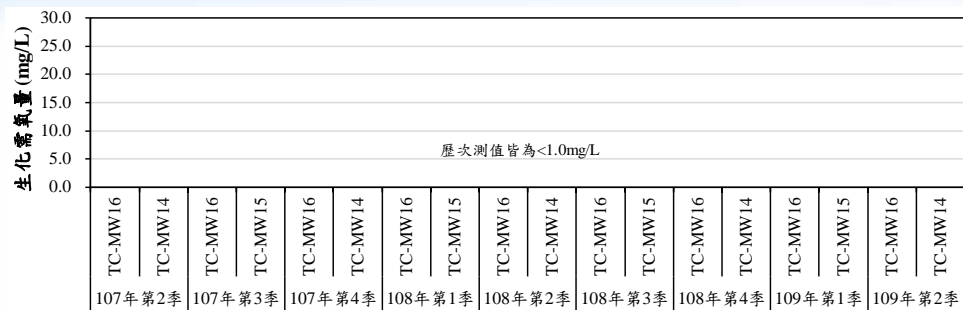 生化需氧量(mg/L)
30.0
25.0
20.0
15.0
10.0
5.0
0.0
歷次測值皆為<1.0mg/L
TC-MW16 TC-MW14 TC-MW16 TC-MW15 TC-MW16 TC-MW14 TC-MW16 TC-MW15 TC-MW16 TC-MW14 TC-MW16 TC-MW15 TC-MW16 TC-MW14 TC-MW16 TC-MW15 TC-MW16 TC-MW14
107年第2季 107年第3季 107年第4季 108年第1季 108年第2季 108年第3季 108年第4季 109年第1季 109年第2季